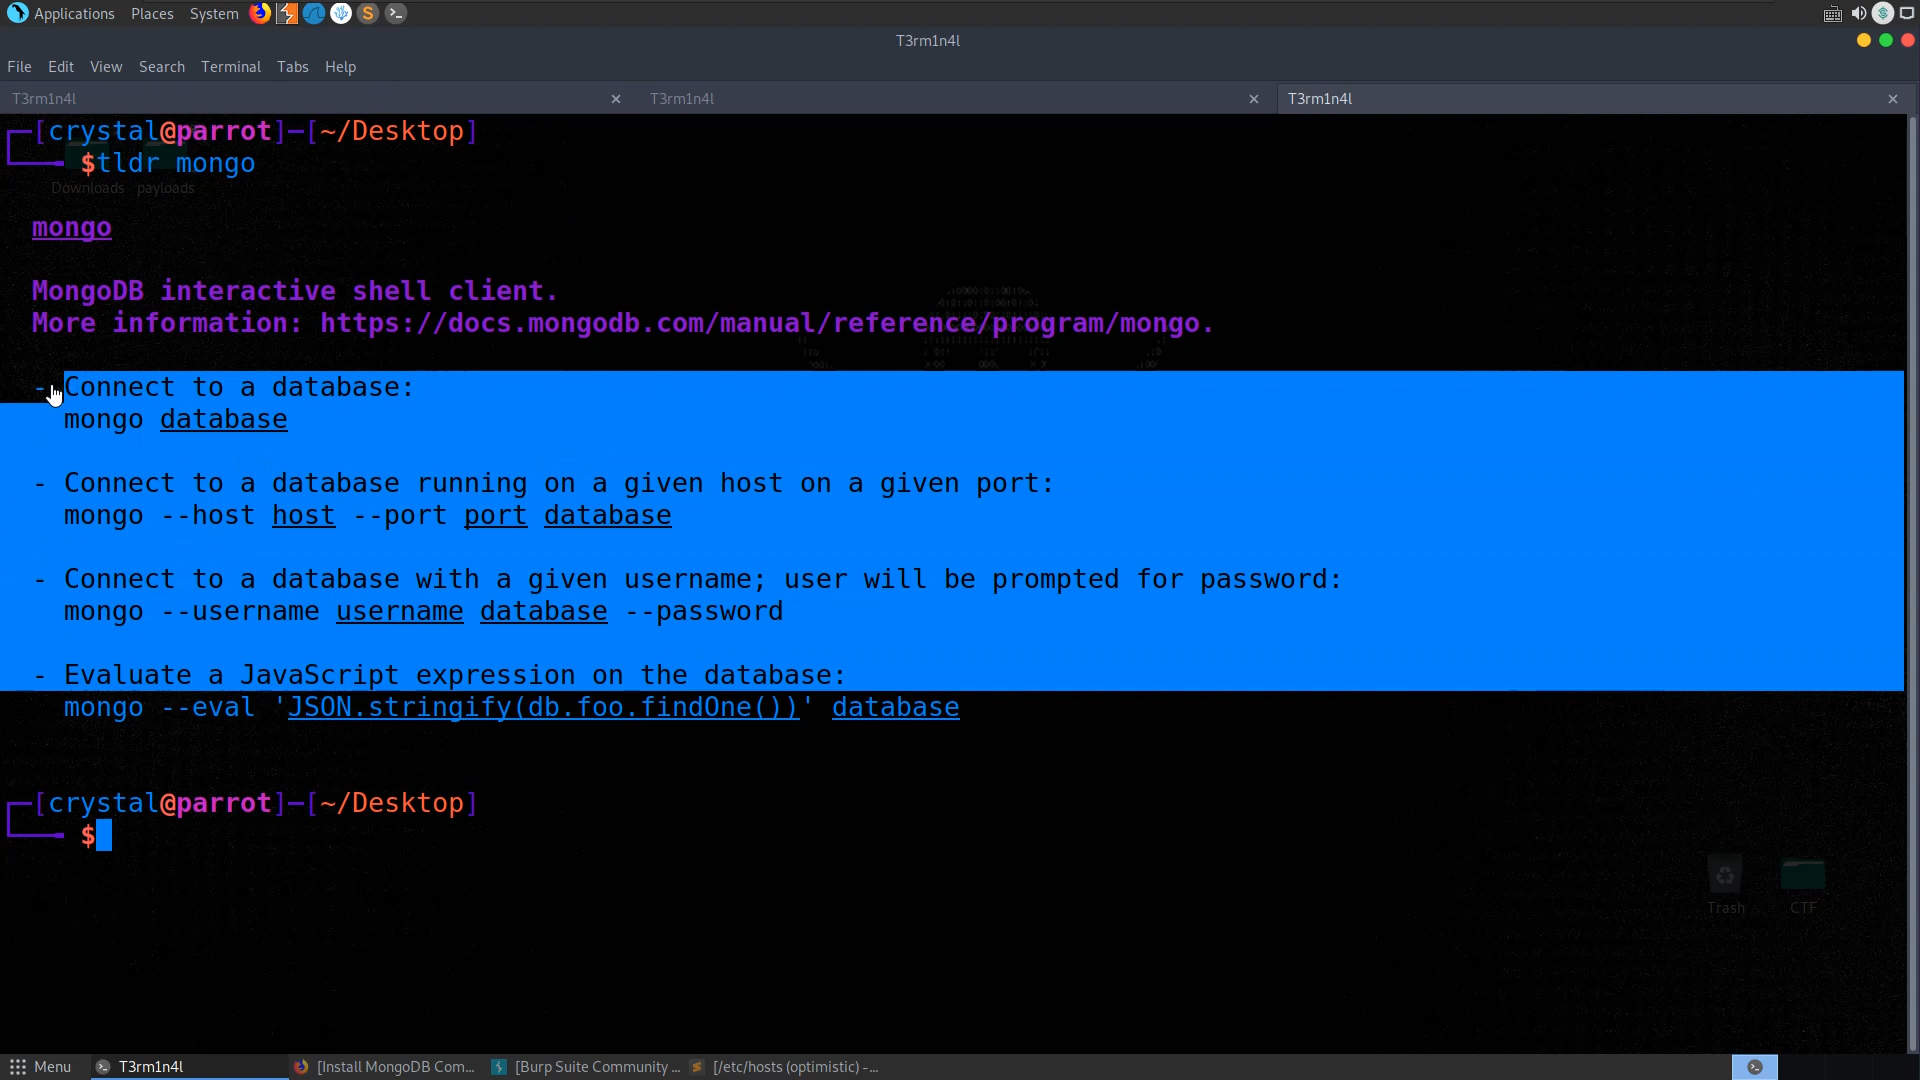 Applications Places System
T3rm1n4l
File Edit View Search Terminal Tabs Help
T3rm1n4l × T3rm1n4l × T3rm1n4l ×
[crystal@parrot]─[~/Desktop]
$tldr mongo
Downloads payloads
mongo
MongoDB interactive shell client.
More information: https://docs.mongodb.com/manual/reference/program/mongo.
- Connect to a database:
mongo database
- Connect to a database running on a given host on a given port:
mongo --host host --port port database
- Connect to a database with a given username; user will be prompted for password:
mongo --username username database --password
- Evaluate a JavaScript expression on the database:
mongo --eval 'JSON.stringify(db.foo.findOne())' database
[crystal@parrot]─[~/Desktop]
$
Trash CTF
Menu T3rm1n4l [Install MongoDB Com... [Burp Suite Community ... [/etc/hosts (optimistic) -...